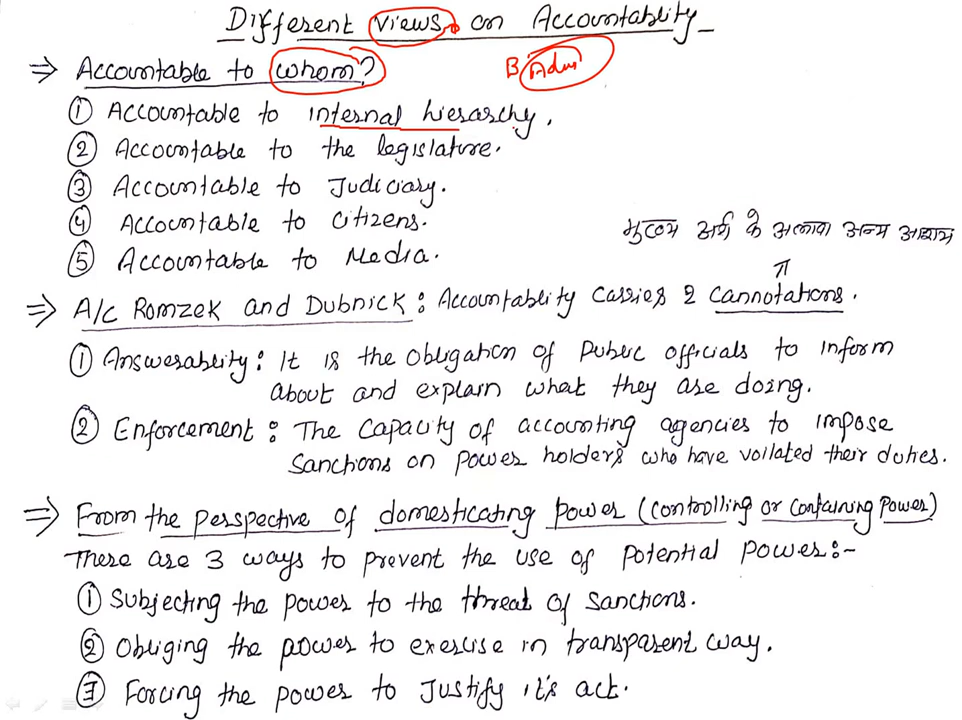 Different views on Accountablity
⇒ Accountable to whom?
B. Adm
① Accountable to internal hierarchy.
② Accountable to the legislature.
③ Accountable to Judiciary.
④ Accountable to citizens.
⑤ Accountable to Media.
मुख्य अर्थ के अलावा अन्य आयाम
⇒ A/c Romzek and Dubnick: Accountablity carries 2 cannotations.
① Answerablity: It is the obligation of public officials to inform
about and explain what they are doing.
② Enforcement: The capacity of accounting agencies to impose
sanctions on power holders who have voilated their duties.
⇒ From the perspective of domesticating power (controlling or containing power)
There are 3 ways to prevent the use of potential power:-
① Subjecting the power to the threat of sanctions.
② Obliging the power to exercise in transparent way.
③ Forcing the power to Justify it's act.